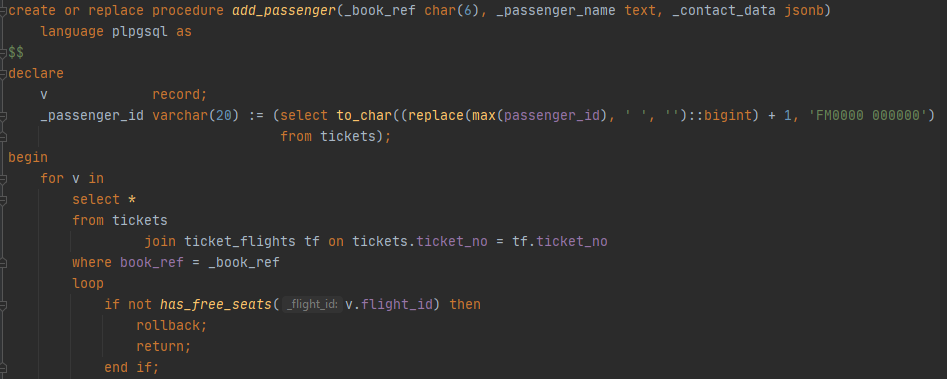 create or replace procedure add_passenger(_book_ref char(6), _passenger_name text, _contact_data jsonb)
    language plpgsql as
$$
declare
    v             record;
    _passenger_id varchar(20) := (select to_char((replace(max(passenger_id), ' ', '')::bigint) + 1, 'FM0000 000000')
                                  from tickets);
begin
    for v in
        select *
        from tickets
                 join ticket_flights tf on tickets.ticket_no = tf.ticket_no
        where book_ref = _book_ref
        loop
            if not has_free_seats( _flight_id: v.flight_id) then
                rollback;
                return;
            end if;